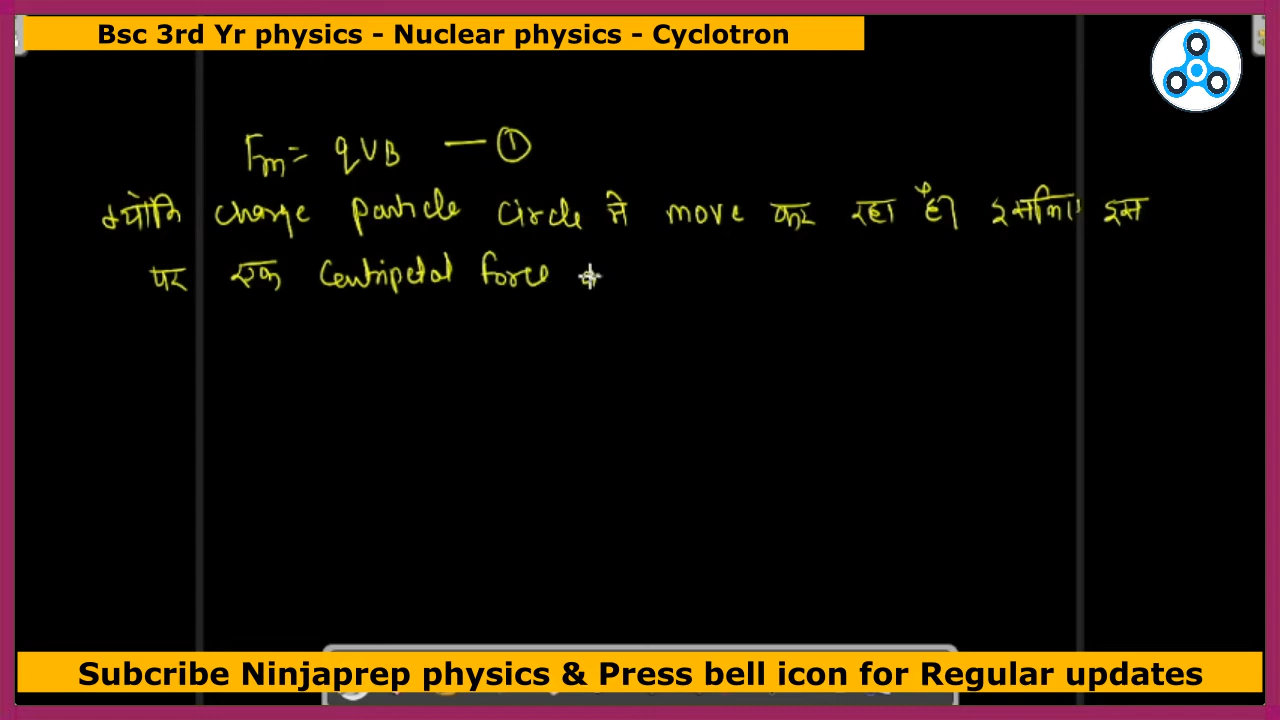 Bsc 3rd Yr physics - Nuclear physics - Cyclotron
Fm = qVB — ①
क्योकि charge particle circle मे move कर रहा है। इसलिए इस
पर एक Centripetal force
Subcribe Ninjaprep physics & Press bell icon for Regular updates